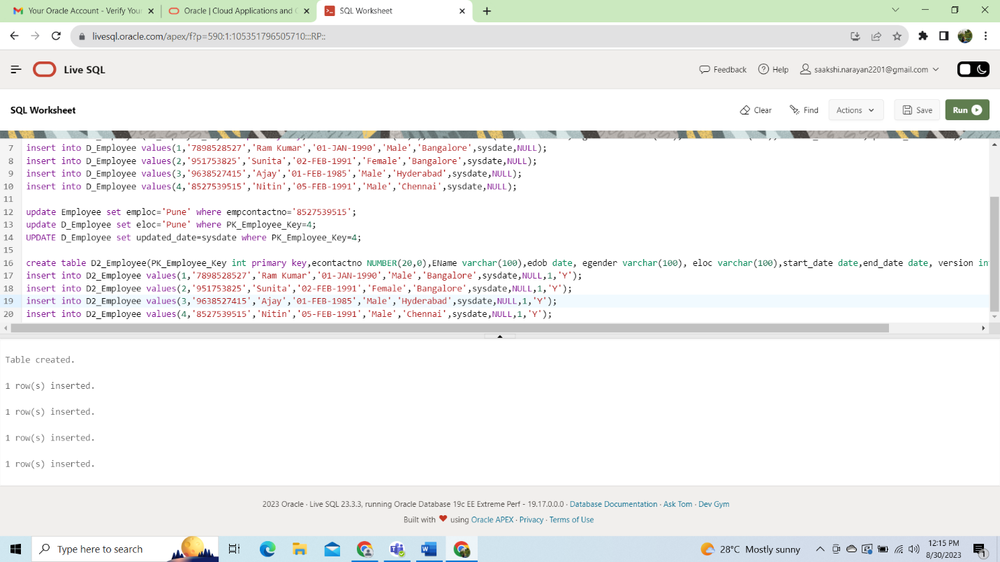 Your Oracle Account - Verify Your
Oracle | Cloud Applications and C
SQL Worksheet
livesql.oracle.com/apex/f?p=590:1:105351796505710:::RP::
Live SQL
Feedback
Help
saakshi.narayan2201@gmail.com
SQL Worksheet
Clear
Find
Actions
Save
Run
7 insert into D_Employee values(1,'7898528527','Ram Kumar','01-JAN-1990','Male','Bangalore',sysdate,NULL);
8 insert into D_Employee values(2,'951753825','Sunita','02-FEB-1991','Female','Bangalore',sysdate,NULL);
9 insert into D_Employee values(3,'9638527415','Ajay','01-FEB-1985','Male','Hyderabad',sysdate,NULL);
10 insert into D_Employee values(4,'8527539515','Nitin','05-FEB-1991','Male','Chennai',sysdate,NULL);
11
12 update Employee set emploc='Pune' where empcontactno='8527539515';
13 update D_Employee set eloc='Pune' where PK_Employee_Key=4;
14 UPDATE D_Employee set updated_date=sysdate where PK_Employee_Key=4;
15
16 create table D2_Employee(PK_Employee_Key int primary key,econtactno NUMBER(20,0),EName varchar(100),edob date, egender varchar(100), eloc varchar(100),start_date date,end_date date, version in
17 insert into D2_Employee values(1,'7898528527','Ram Kumar','01-JAN-1990','Male','Bangalore',sysdate,NULL,1,'Y');
18 insert into D2_Employee values(2,'951753825','Sunita','02-FEB-1991','Female','Bangalore',sysdate,NULL,1,'Y');
19 insert into D2_Employee values(3,'9638527415','Ajay','01-FEB-1985','Male','Hyderabad',sysdate,NULL,1,'Y');
20 insert into D2_Employee values(4,'8527539515','Nitin','05-FEB-1991','Male','Chennai',sysdate,NULL,1,'Y');
Table created.
1 row(s) inserted.
1 row(s) inserted.
1 row(s) inserted.
1 row(s) inserted.
2023 Oracle · Live SQL 23.3.3, running Oracle Database 19c EE Extreme Perf - 19.17.0.0.0 · Database Documentation · Ask Tom · Dev Gym
Built with ❤ using Oracle APEX · Privacy · Terms of Use
Type here to search
28°C Mostly sunny
12:15 PM
8/30/2023
1